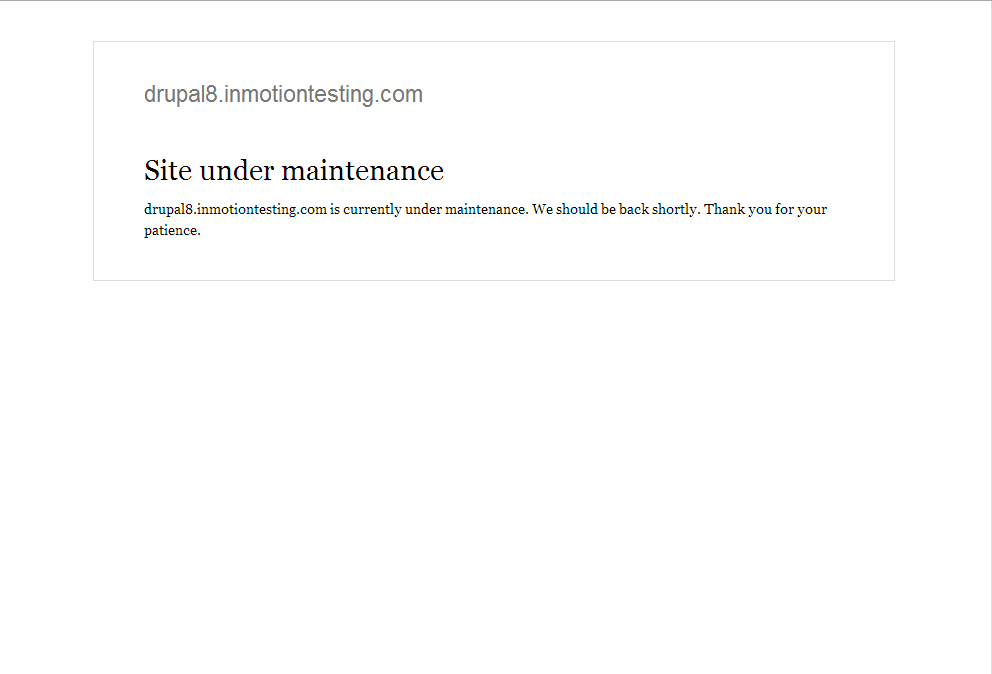 drupal8.inmotiontesting.com
Site under maintenance
drupal8.inmotiontesting.com is currently under maintenance. We should be back shortly. Thank you for your
patience.